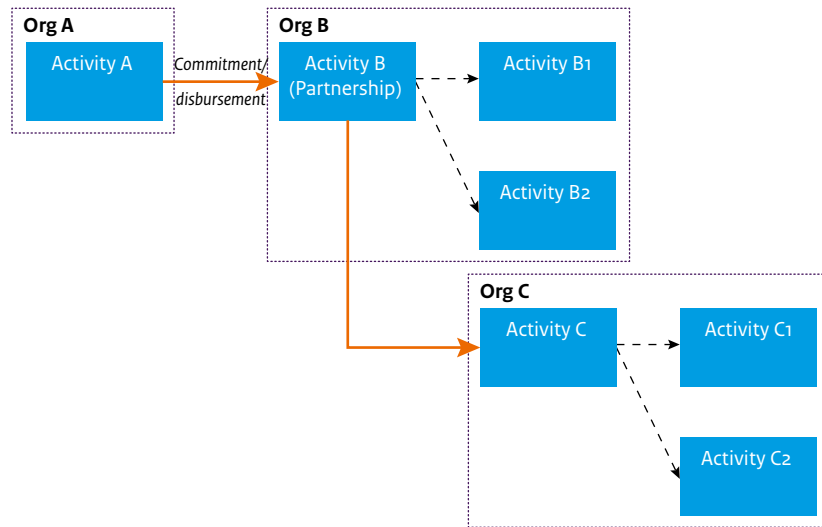 Org A
Activity A
Commitment/
disbursement
Org B
Activity B
(Partnership)
Activity B1
Activity B2
Org C
Activity C
Activity C1
Activity C2